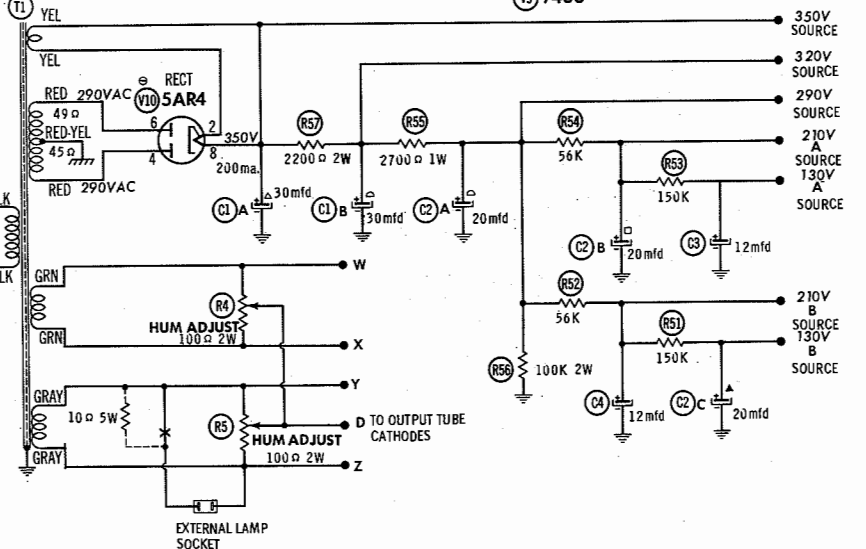 T1
YEL
YEL
RED 290VAC
49Ω
RED-YEL
45Ω
RED 290VAC
RECT
V10 5AR4
6
2
4
8
350V
200ma.
R57
2200Ω 2W
R55
2700Ω 1W
R54
56K
R53
150K
C1 A
30mfd
C1 B
30mfd
C2 A
20mfd
C2 B
20mfd
C3
12mfd
350V
SOURCE
320V
SOURCE
290V
SOURCE
210V
A
SOURCE
130V
A
SOURCE
LK
LK
GRN
GRN
R4
HUM ADJUST
100Ω 2W
W
X
R52
56K
R51
150K
R56
100K 2W
C4
12mfd
C2 C
20mfd
210V
B
SOURCE
130V
B
SOURCE
GRAY
GRAY
10Ω 5W
R5
HUM ADJUST
100Ω 2W
Y
D TO OUTPUT TUBE
CATHODES
Z
EXTERNAL LAMP
SOCKET